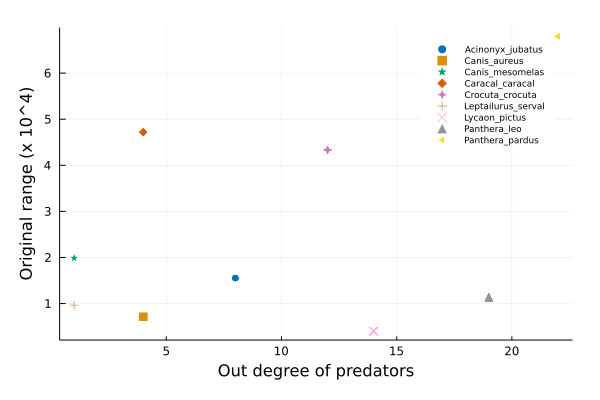 Original range (x 10^4)
6
5
4
3
2
1
5
10
15
20
Out degree of predators
Acinonyx_jubatus
Canis_aureus
Canis_mesomelas
Caracal_caracal
Crocuta_crocuta
Leptailurus_serval
Lycaon_pictus
Panthera_leo
Panthera_pardus